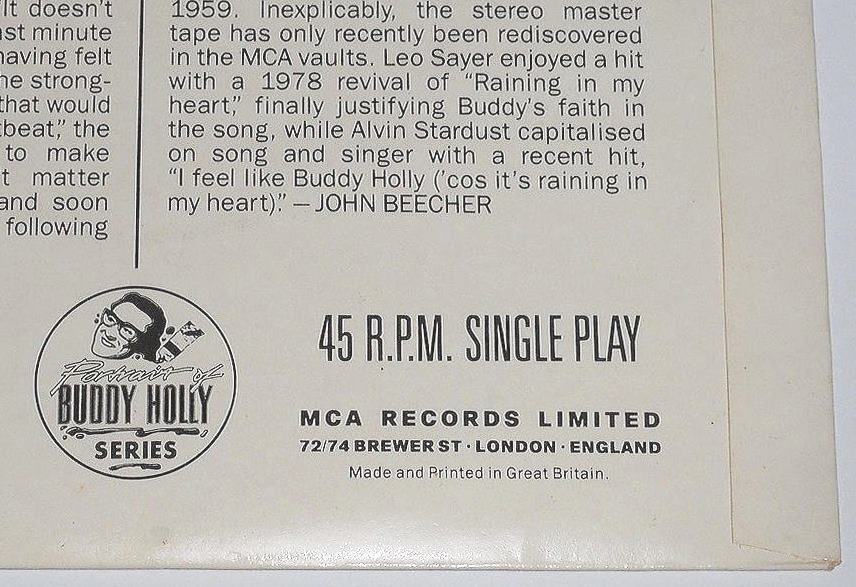 It doesn't
ast minute
having felt
ne strong-
that would
tbeat," the
to make
t matter
and soon
following
1959. Inexplicably, the stereo master
tape has only recently been rediscovered
in the MCA vaults. Leo Sayer enjoyed a hit
with a 1978 revival of "Raining in my
heart," finally justifying Buddy's faith in
the song, while Alvin Stardust capitalised
on song and singer with a recent hit,
"I feel like Buddy Holly ('cos it's raining in
my heart)." — JOHN BEECHER
Portrait of
BUDDY HOLLY
SERIES
45 R.P.M. SINGLE PLAY
MCA RECORDS LIMITED
72/74 BREWER ST · LONDON · ENGLAND
Made and Printed in Great Britain.